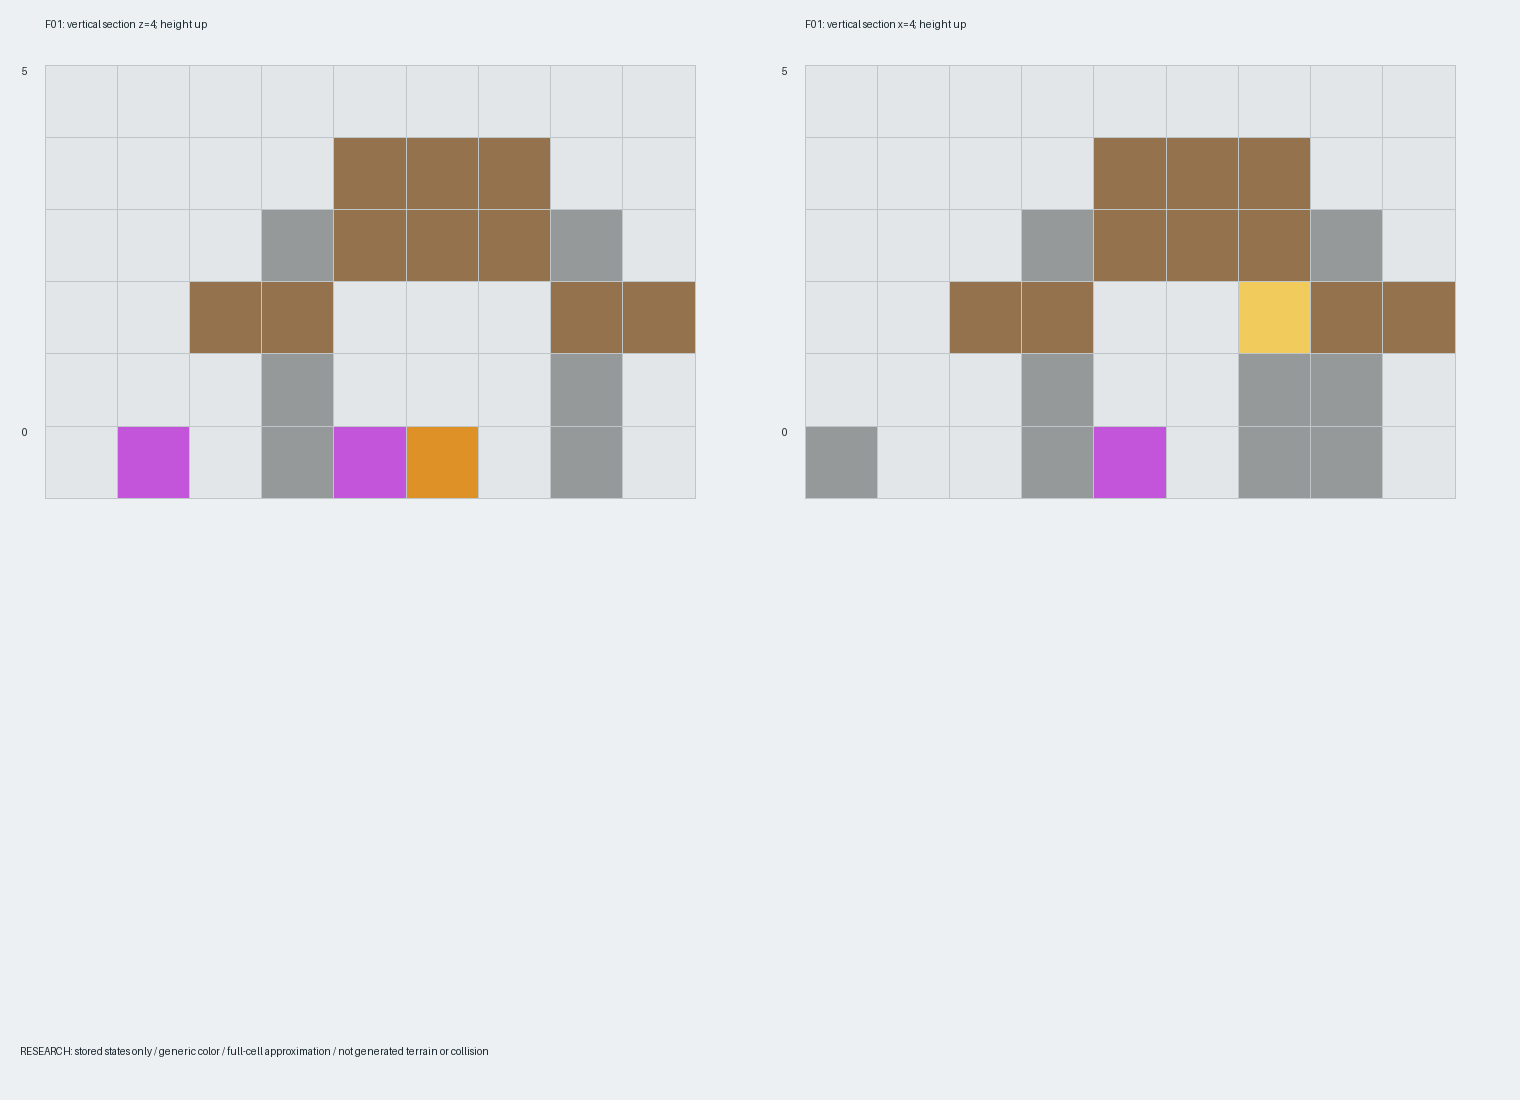 F01: vertical section z=4; height up
F01: vertical section x=4; height up
5
5
0
0
RESEARCH: stored states only / generic color / full-cell approximation / not generated terrain or collision